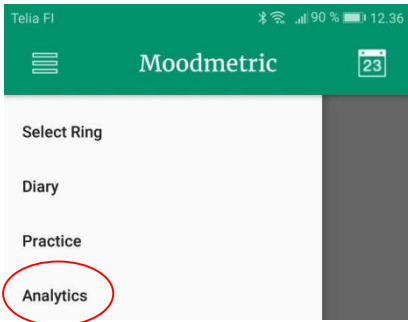 Telia FI 90 % 12.36
Moodmetric 23
Select Ring
Diary
Practice
Analytics